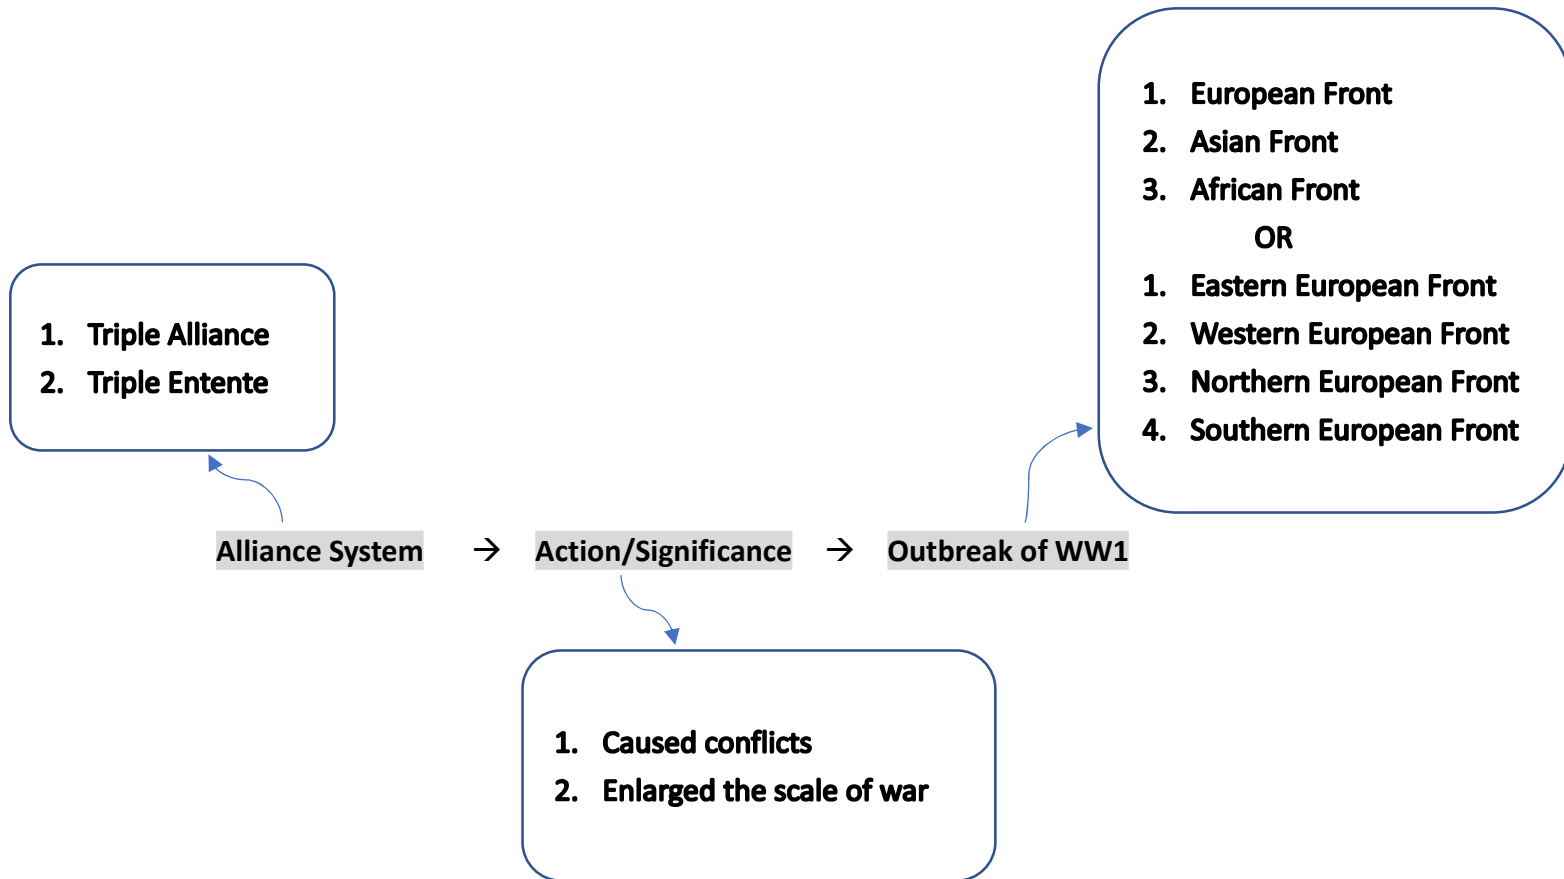 1. European Front
2. Asian Front
3. African Front
OR
1. Eastern European Front
2. Western European Front
3. Northern European Front
4. Southern European Front
1. Triple Alliance
2. Triple Entente
Alliance System → Action/Significance → Outbreak of WW1
1. Caused conflicts
2. Enlarged the scale of war